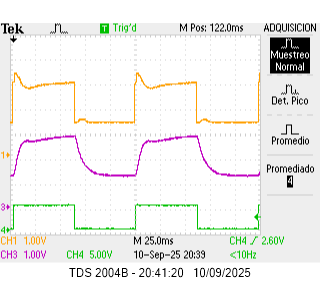 Tek T Trig'd M Pos: 122.0ms ADQUISICION
Muestreo
Normal
Det. Pico
Promedio
Promediado
4
1
3
4
CH1 1.00V M 25.0ms CH4 2.60V
CH3 1.00V CH4 5.00V 10-Sep-25 20:39 <10Hz
TDS 2004B - 20:41:20 10/09/2025